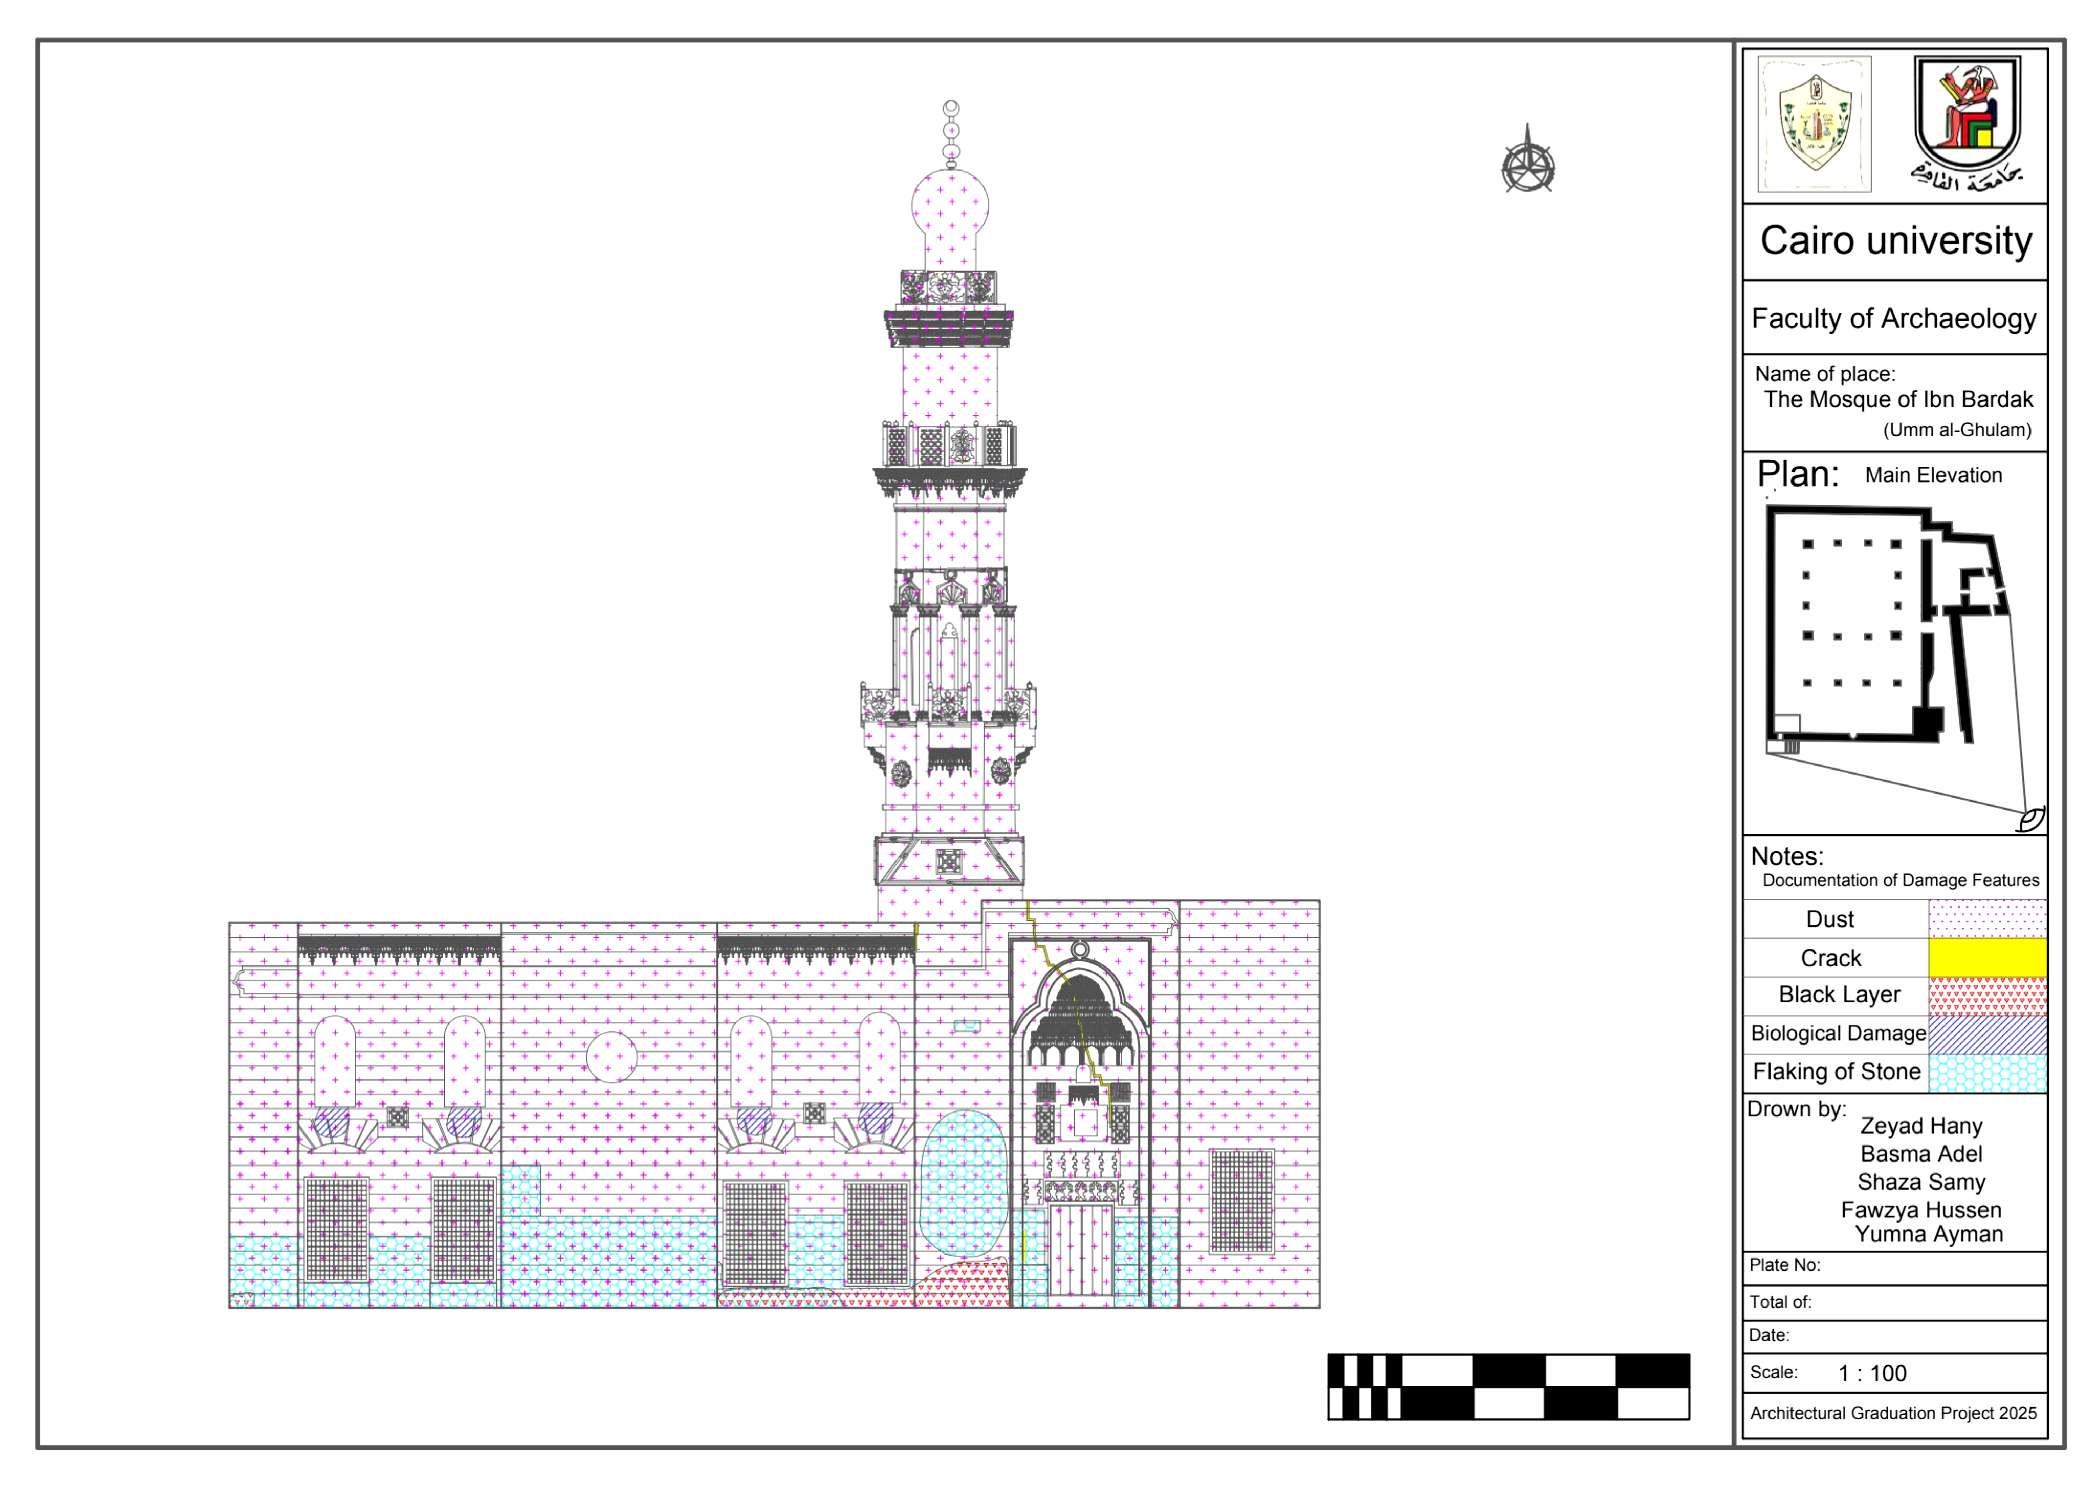 جامعة القاهرة
Cairo university
Faculty of Archaeology
Name of place:
The Mosque of Ibn Bardak
(Umm al-Ghulam)
Plan: Main Elevation
Notes:
Documentation of Damage Features
Dust
Crack
Black Layer
Biological Damage
Flaking of Stone
Drown by:
Zeyad Hany
Basma Adel
Shaza Samy
Fawzya Hussen
Yumna Ayman
Plate No:
Total of:
Date:
Scale: 1 : 100
Architectural Graduation Project 2025